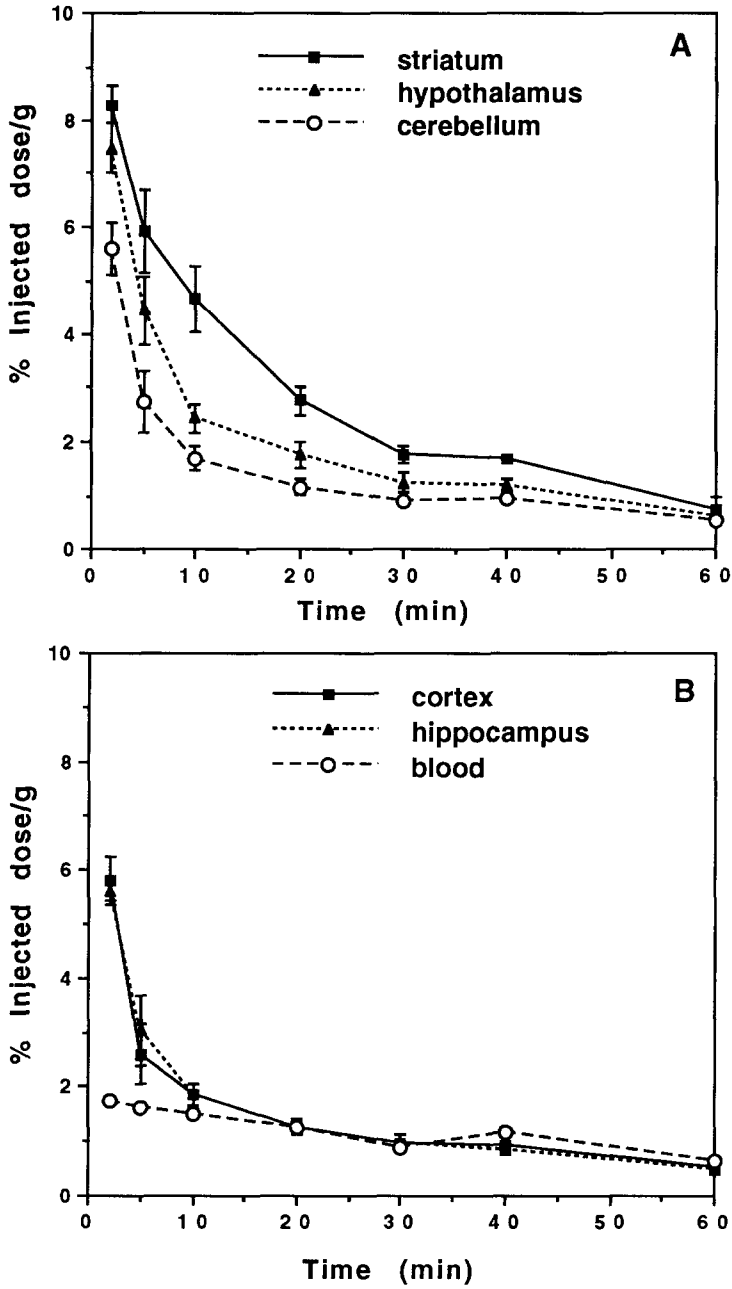 10
A
striatum
hypothalamus
cerebellum
8
6
4
2
0
% Injected dose/g
0 10 20 30 40 50 60
Time (min)
10
B
cortex
hippocampus
blood
8
6
4
2
0
% Injected dose/g
0 10 20 30 40 50 60
Time (min)